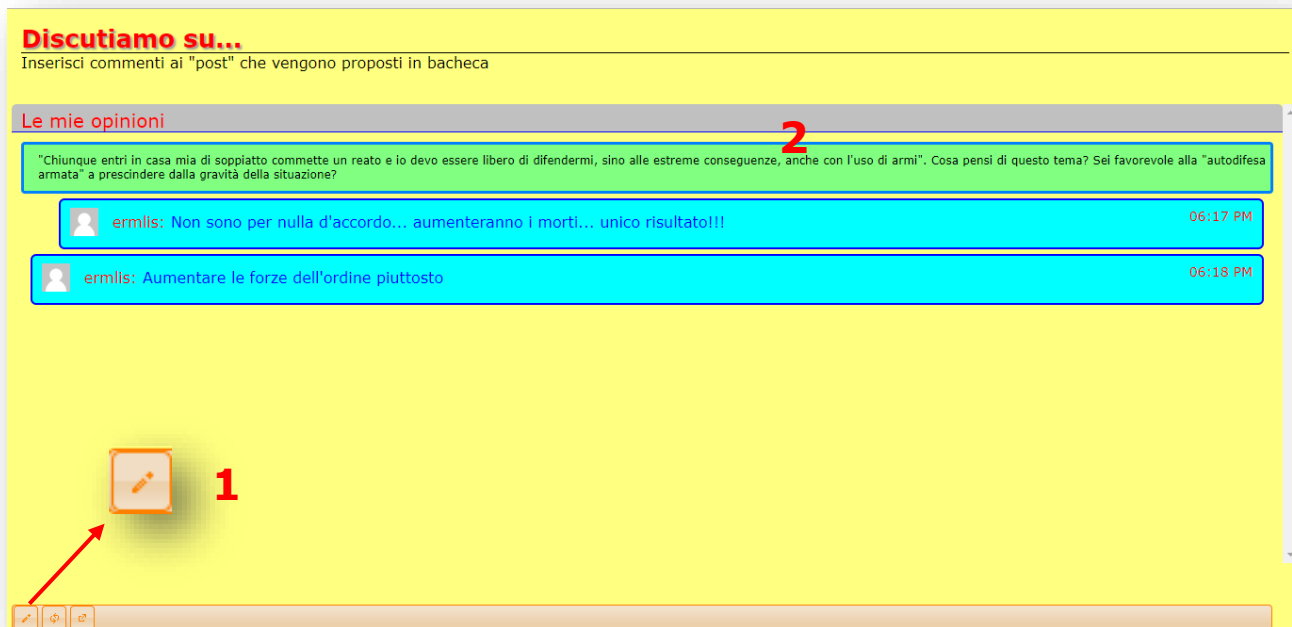 Discutiamo su...
Inserisci commenti ai "post" che vengono proposti in bacheca
Le mie opinioni
2
"Chiunque entri in casa mia di soppiatto commette un reato e io devo essere libero di difendermi, sino alle estreme conseguenze, anche con l'uso di armi". Cosa pensi di questo tema? Sei favorevole alla "autodifesa
armata" a prescindere dalla gravità della situazione?
ermlis: Non sono per nulla d'accordo... aumenteranno i morti... unico risultato!!! 06:17 PM
ermlis: Aumentare le forze dell'ordine piuttosto 06:18 PM
1